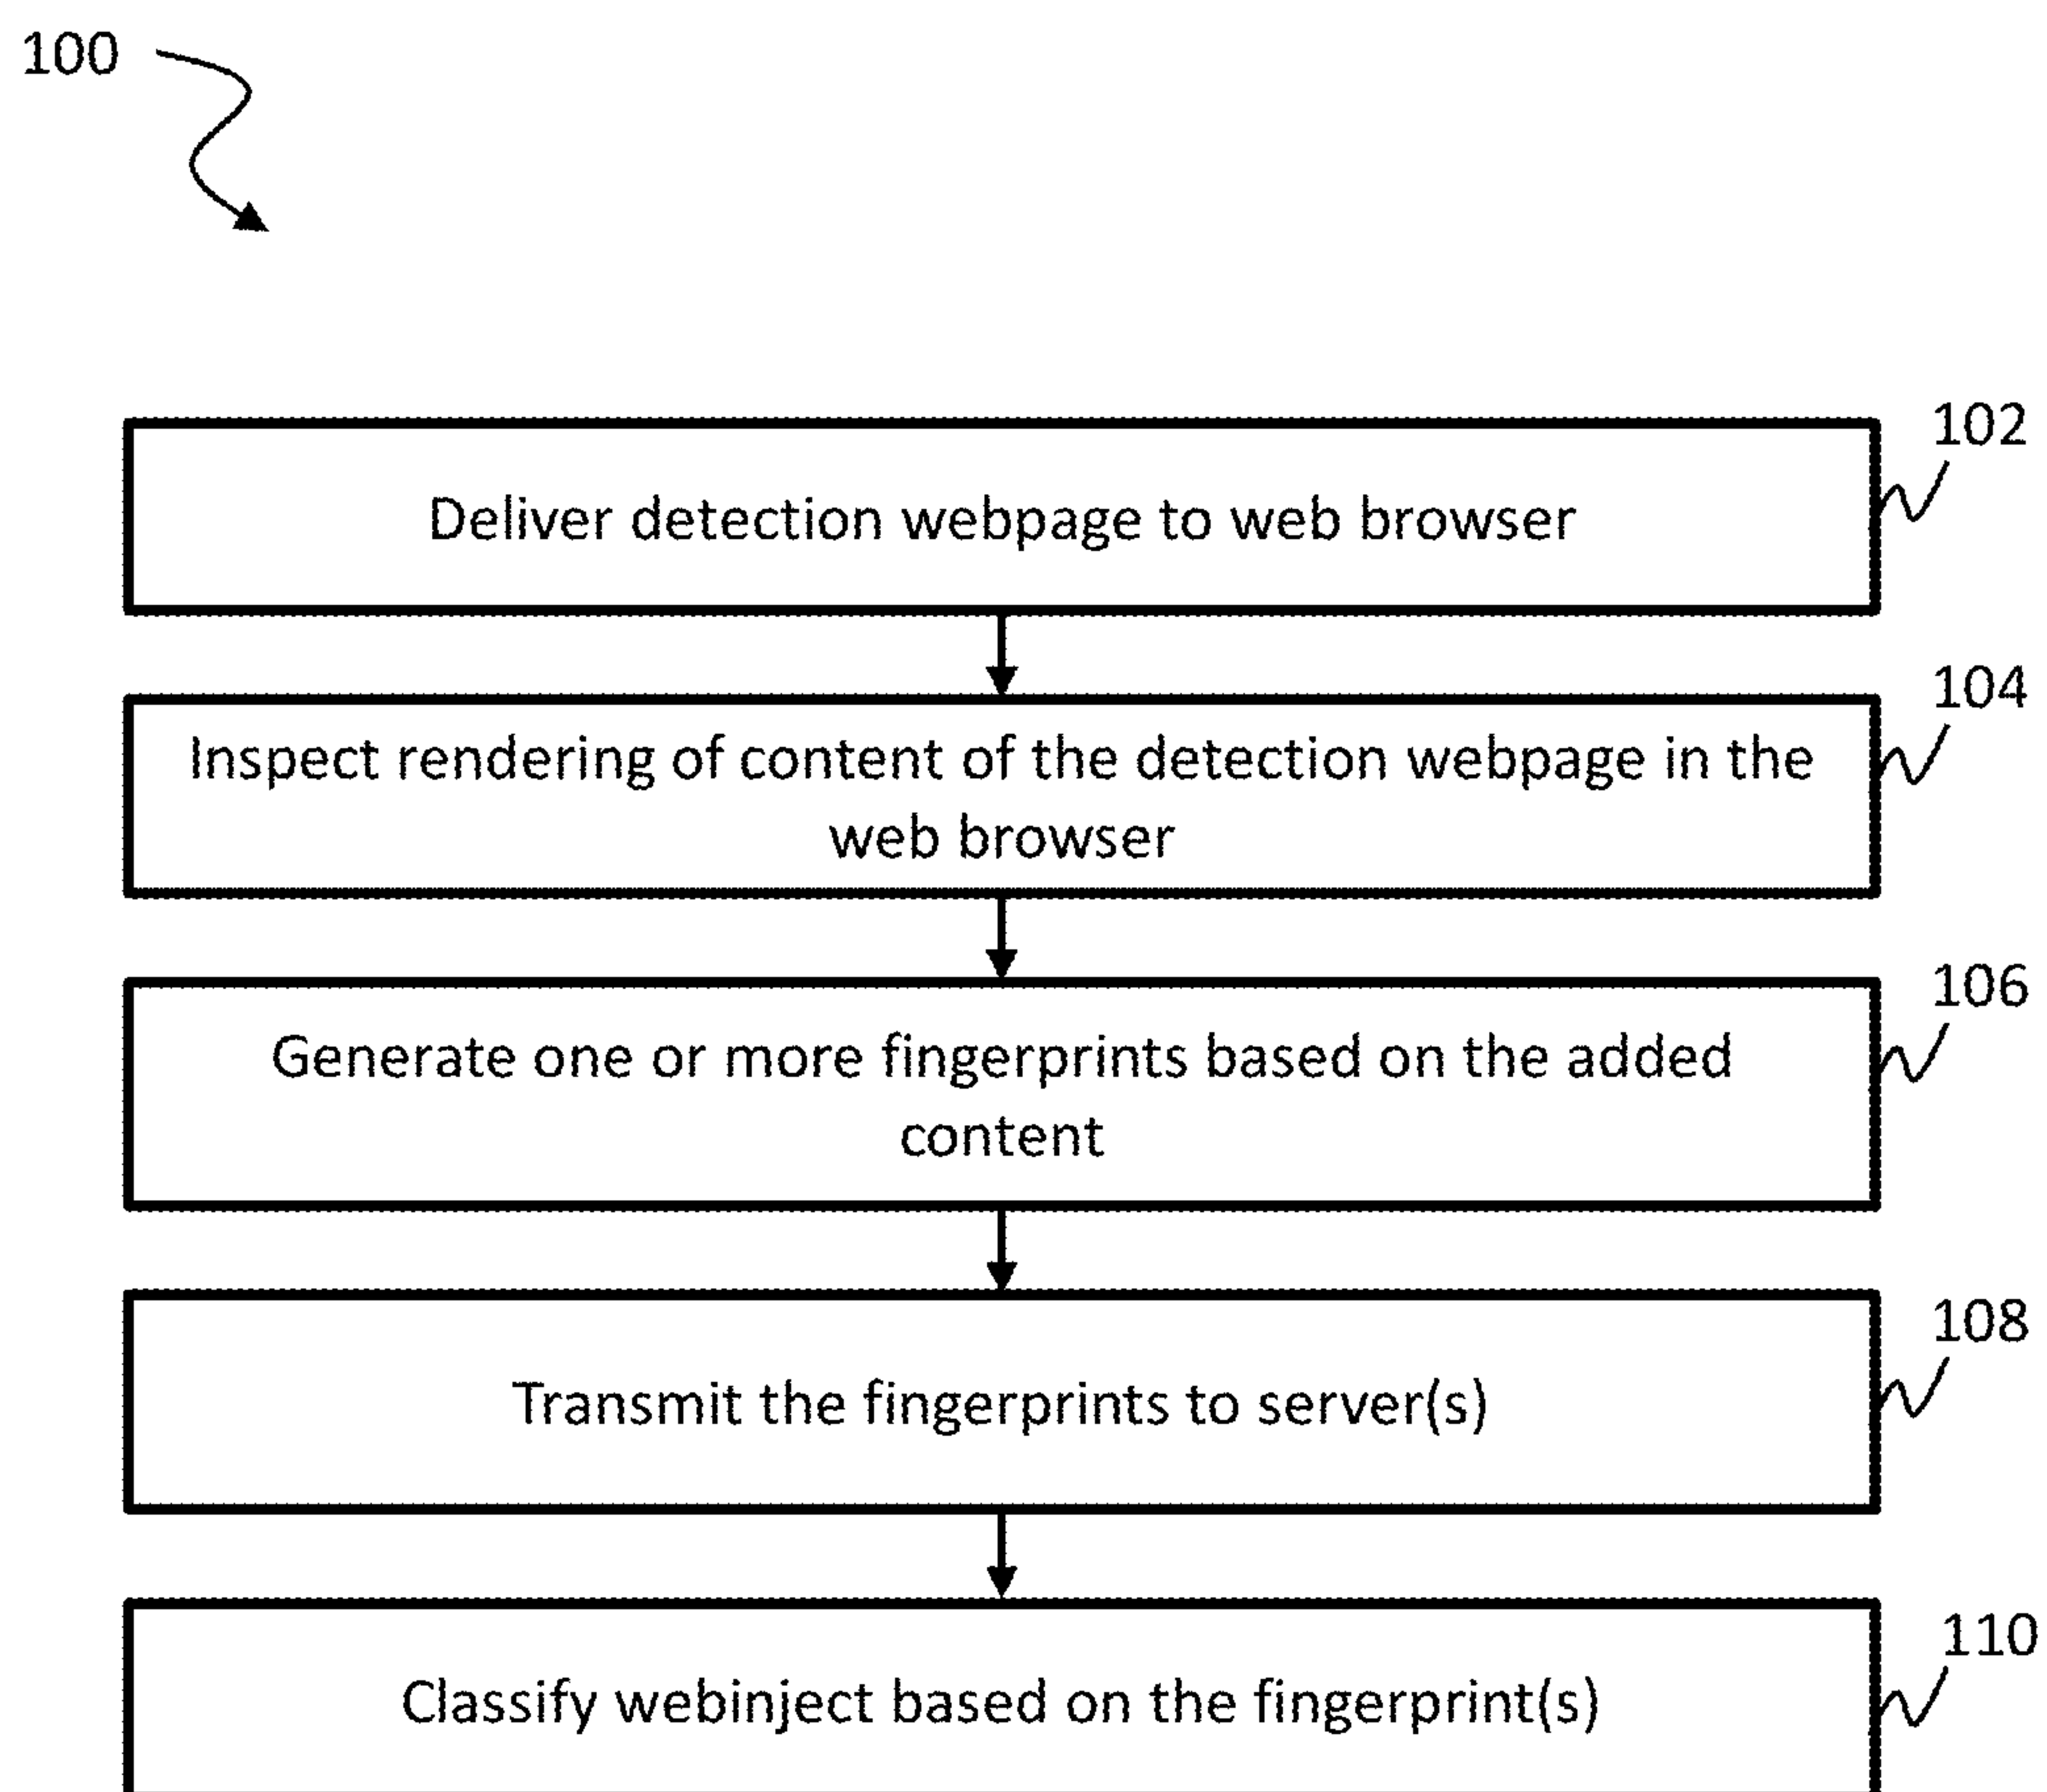 100
102
Deliver detection webpage to web browser
104
Inspect rendering of content of the detection webpage in the
web browser
106
Generate one or more fingerprints based on the added
content
108
Transmit the fingerprints to server(s)
110
Classify webinject based on the fingerprint(s)